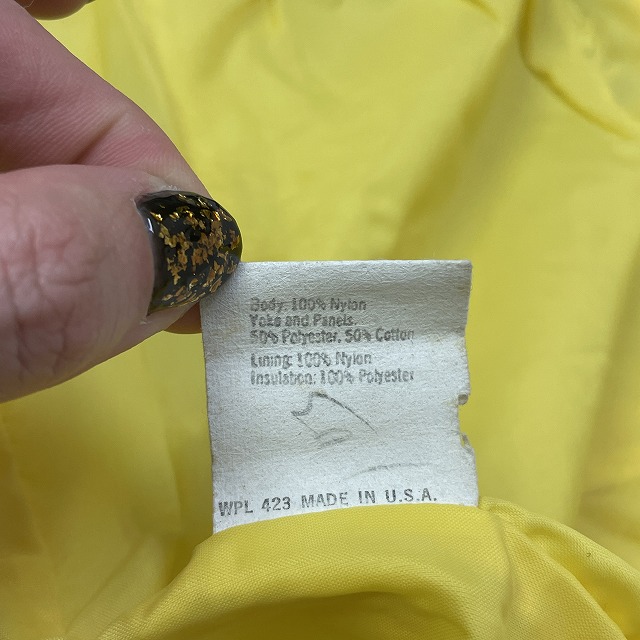 Body: 100% Nylon
Yoke and Panels:
50% Polyester, 50% Cotton
Lining: 100% Nylon
Insulation: 100% Polyester
WPL 423 MADE IN U.S.A.